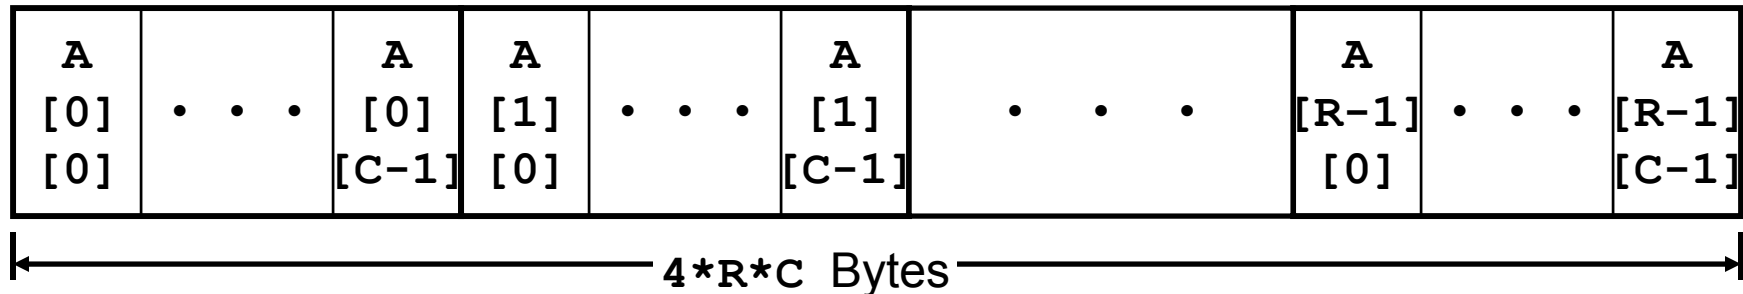 A A A A A A
[0] • • • [0] [1] • • • [1] • • • [R-1] • • • [R-1]
[0] [C-1] [0] [C-1] [0] [C-1]
4*R*C Bytes